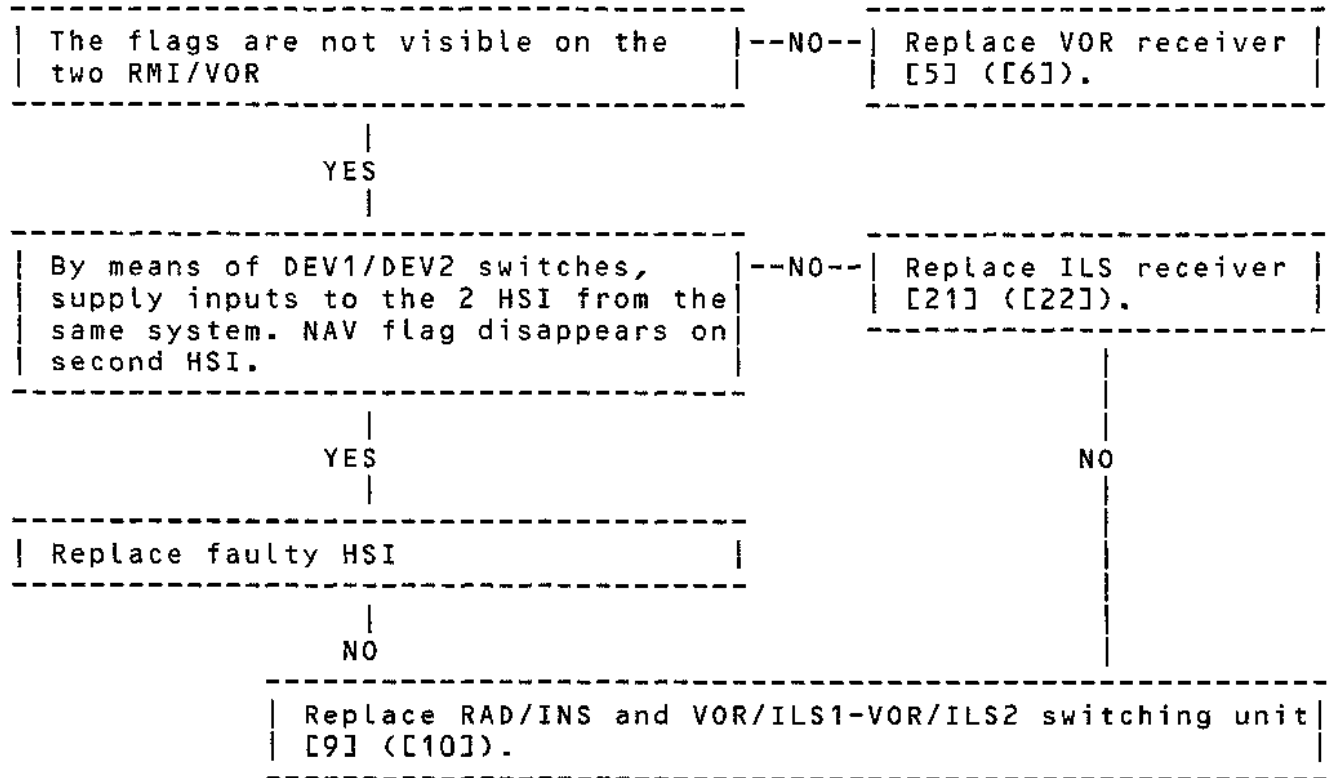 The flags are not visible on the
two RMI/VOR
--NO--
Replace VOR receiver
[5] ([6]).
YES
By means of DEV1/DEV2 switches,
supply inputs to the 2 HSI from the
same system. NAV flag disappears on
second HSI.
--NO--
Replace ILS receiver
[21] ([22]).
YES
NO
Replace faulty HSI
NO
Replace RAD/INS and VOR/ILS1-VOR/ILS2 switching unit
[9] ([10]).